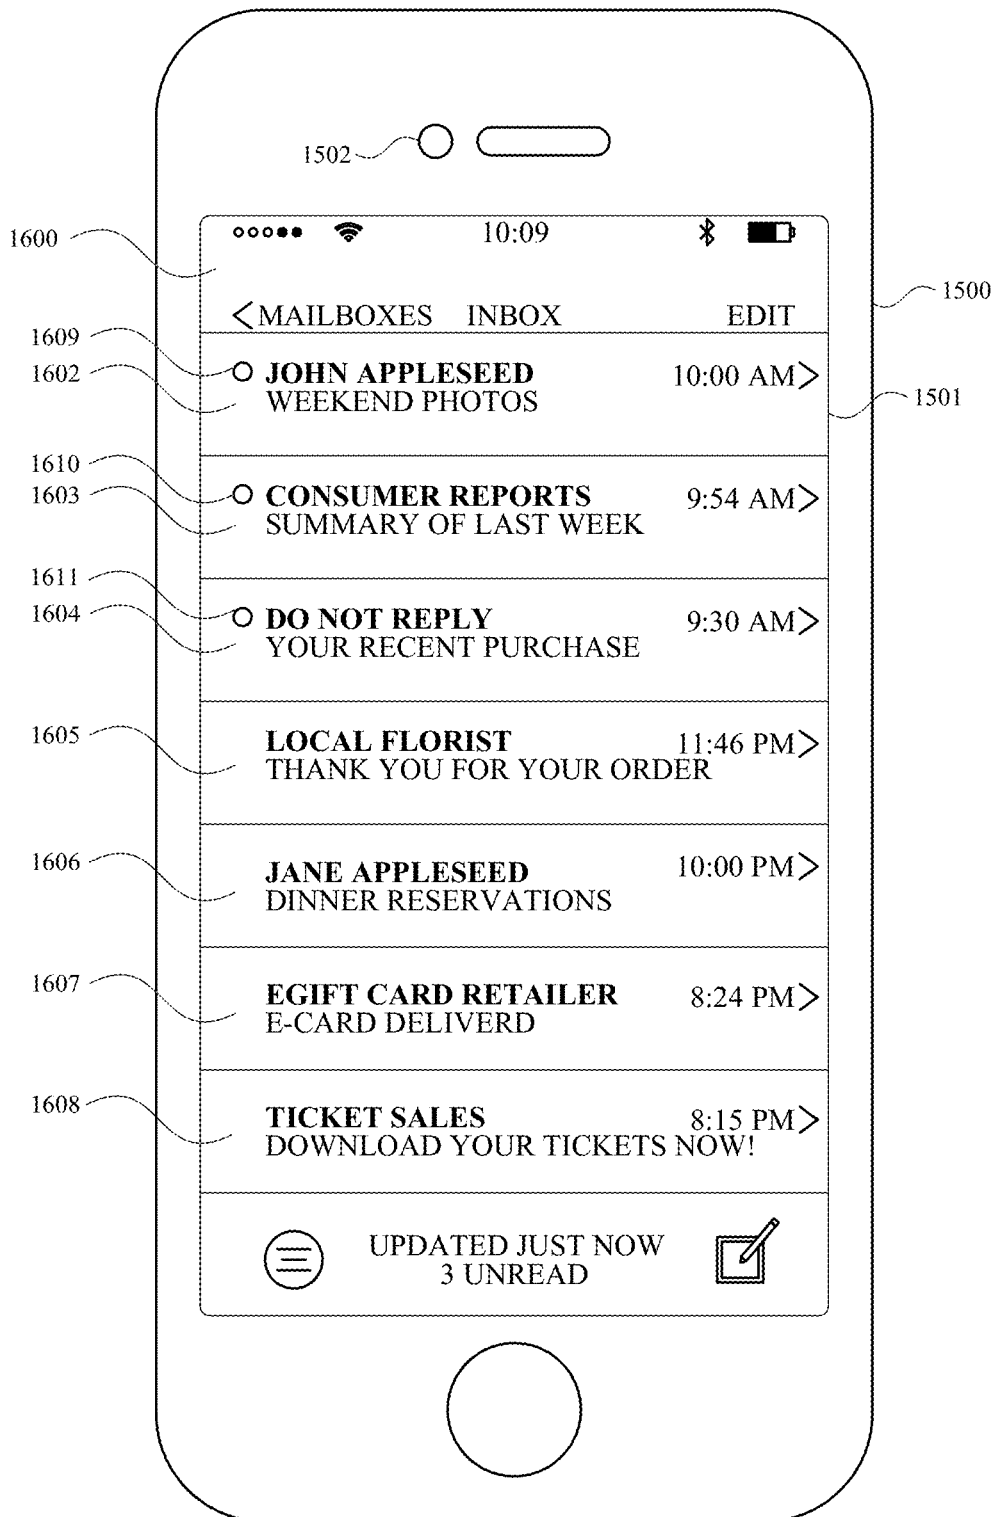 1502
10:09
1600
1500
<MAILBOXES INBOX EDIT
1609
JOHN APPLESEED 10:00 AM>
1602
WEEKEND PHOTOS
1501
1610
CONSUMER REPORTS 9:54 AM>
1603
SUMMARY OF LAST WEEK
1611
DO NOT REPLY 9:30 AM>
1604
YOUR RECENT PURCHASE
1605
LOCAL FLORIST 11:46 PM>
THANK YOU FOR YOUR ORDER
1606
JANE APPLESEED 10:00 PM>
DINNER RESERVATIONS
1607
EGIFT CARD RETAILER 8:24 PM>
E-CARD DELIVERD
1608
TICKET SALES 8:15 PM>
DOWNLOAD YOUR TICKETS NOW!
UPDATED JUST NOW
3 UNREAD